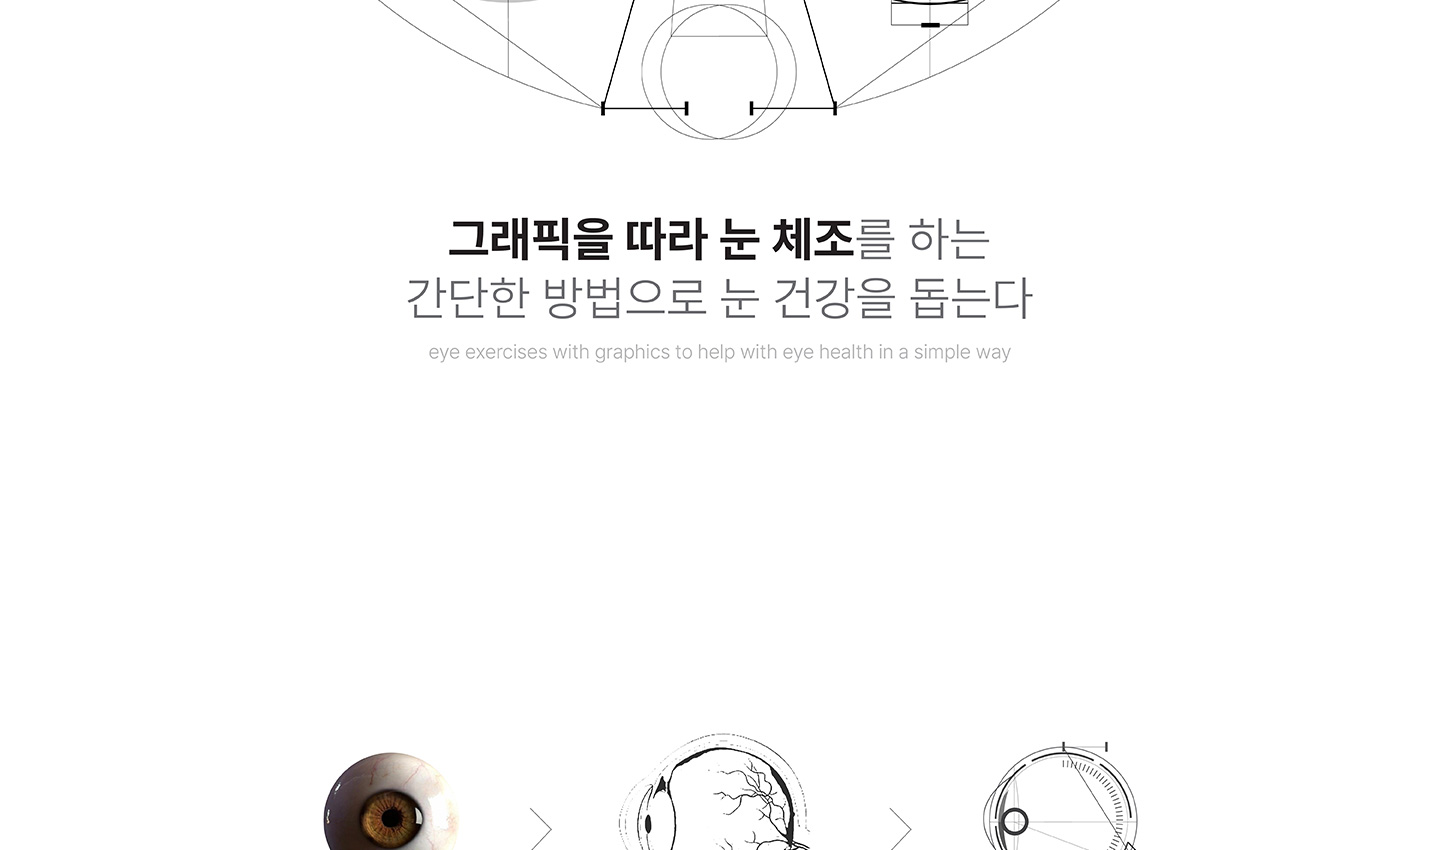 그래픽을 따라 눈 체조를 하는
간단한 방법으로 눈 건강을 돕는다
eye exercises with graphics to help with eye health in a simple way